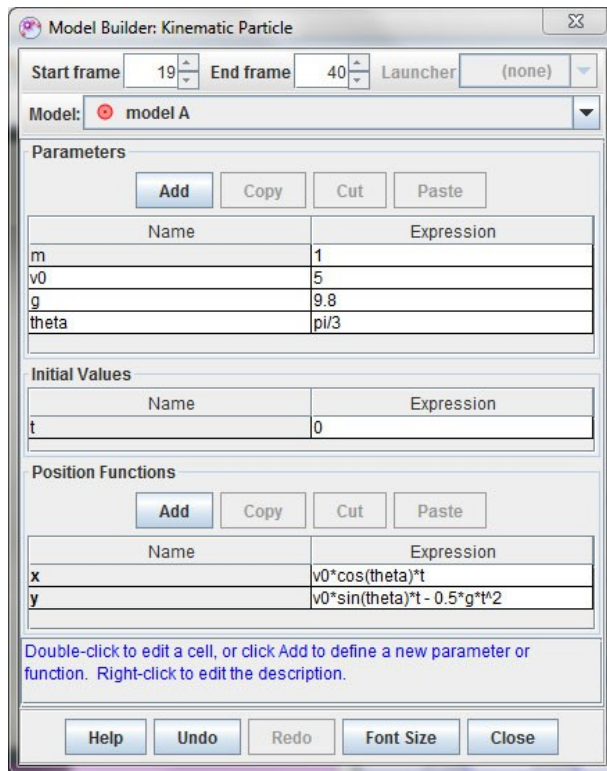 Model Builder: Kinematic Particle
Start frame 19 End frame 40 Launcher (none)
Model: model A
Parameters
Add Copy Cut Paste
Name Expression
m 1
v0 5
g 9.8
theta pi/3
Initial Values
Name Expression
t 0
Position Functions
Add Copy Cut Paste
Name Expression
x v0*cos(theta)*t
y v0*sin(theta)*t - 0.5*g*t^2
Double-click to edit a cell, or click Add to define a new parameter or
function. Right-click to edit the description.
Help Undo Redo Font Size Close